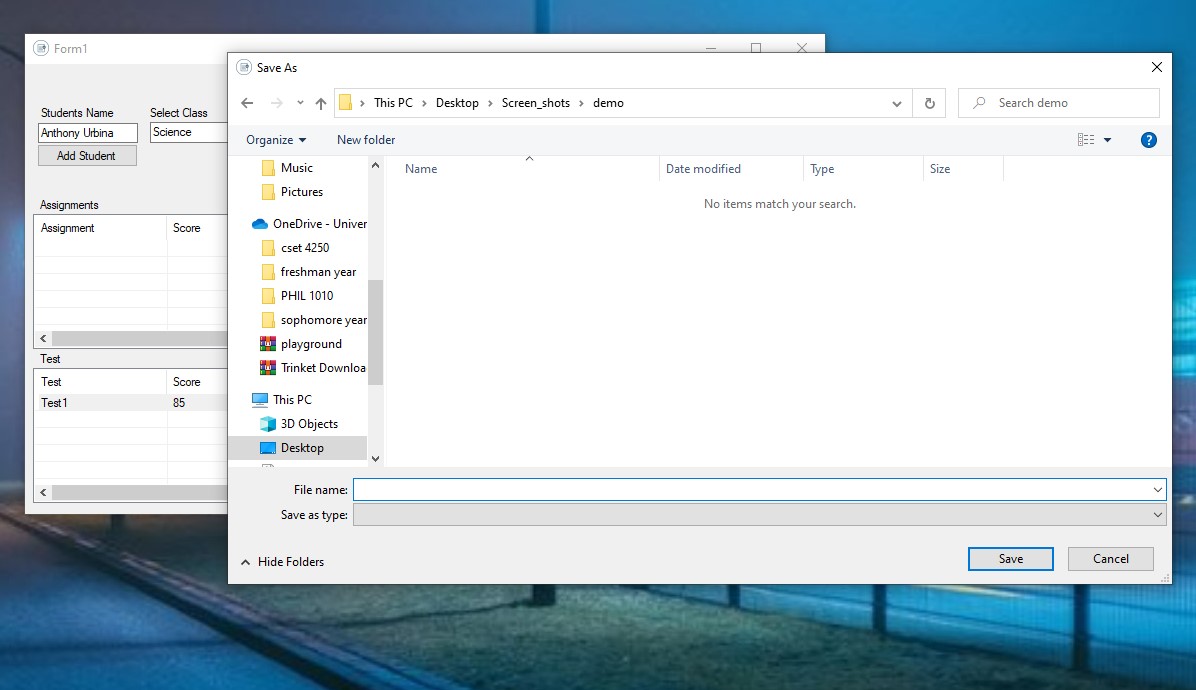 Form1
Students Name
Select Class
Anthony Urbina
Science
Add Student
Assignments
Assignment Score
Test
Test Score
Test1 85
Save As
This PC Desktop Screen_shots demo
Search demo
Organize New folder
Music
Pictures
OneDrive - Univer
cset 4250
freshman year
PHIL 1010
sophomore year
playground
Trinket Downloa
This PC
3D Objects
Desktop
Name Date modified Type Size
No items match your search.
File name:
Save as type:
Hide Folders
Save Cancel